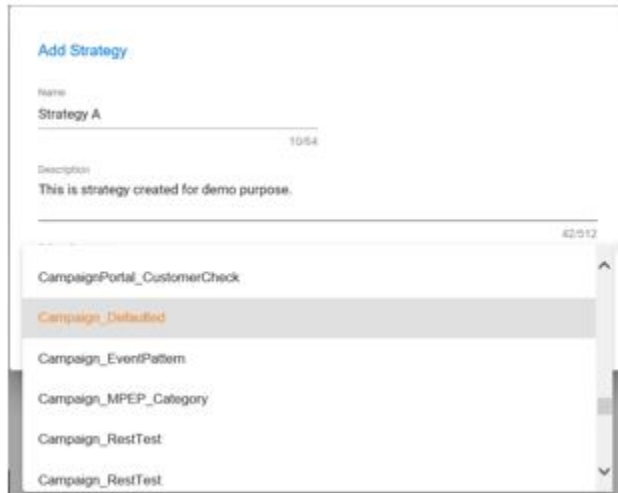 Add Strategy
Name
Strategy A
10/64
Description
This is strategy created for demo purpose.
42/512
CampaignPortal_CustomerCheck
Campaign_Defaulted
Campaign_EventPattern
Campaign_MPEP_Category
Campaign_RestTest
Campaign_RestTest